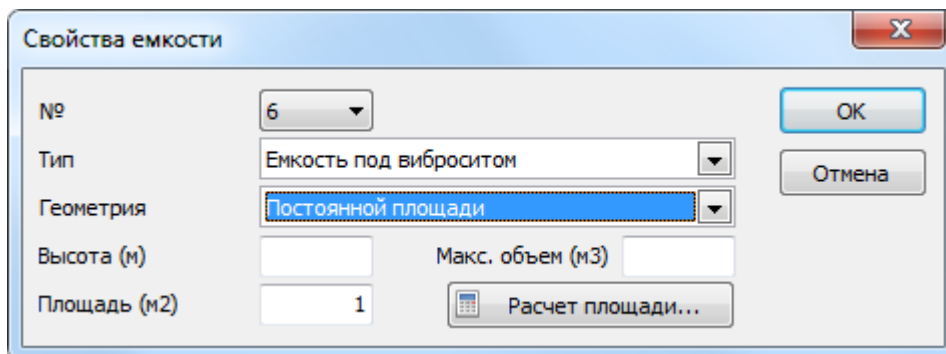 Свойства емкости
№ 6 OK
Тип Емкость под виброситом Отмена
Геометрия Постоянной площади
Высота (м) Макс. объем (м3)
Площадь (м2) 1 Расчет площади...